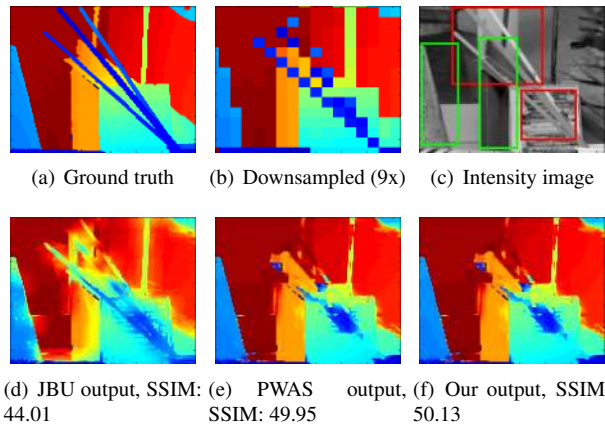 (a) Ground truth
(b) Downsampled (9x)
(c) Intensity image
(d) JBU output, SSIM:
44.01
(e) PWAS output,
SSIM: 49.95
(f) Our output, SSIM
50.13